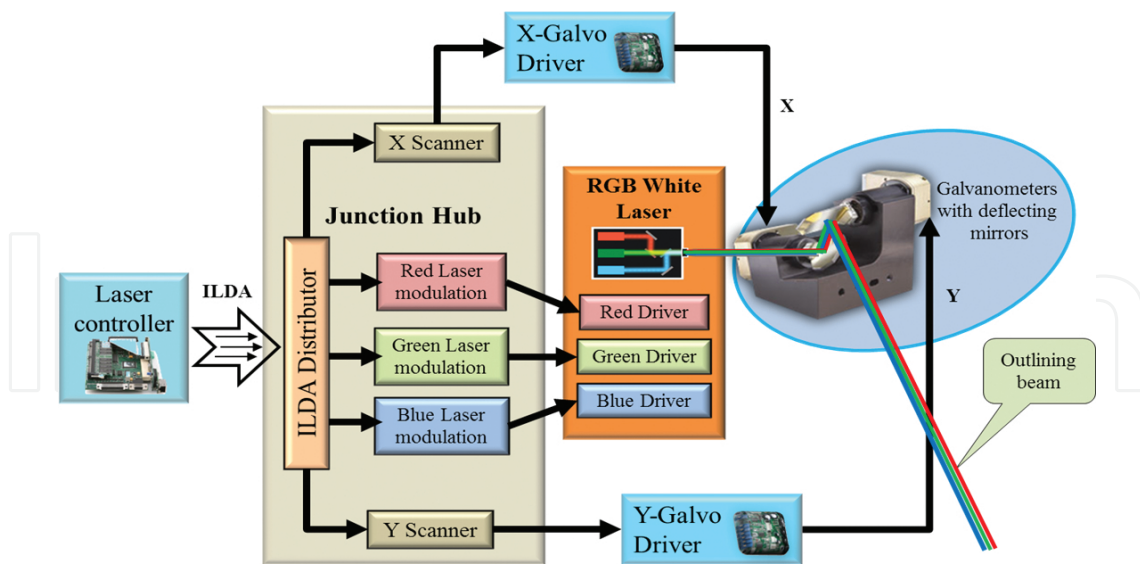 X-Galvo
Driver
X
X Scanner
RGB White
Laser
Galvanometers
with deflecting
mirrors
Junction Hub
Laser
controller
ILDA
ILDA Distributor
Red Laser
modulation
Red Driver
Green Laser
modulation
Green Driver
Blue Laser
modulation
Blue Driver
Y
Outlining
beam
Y Scanner
Y-Galvo
Driver